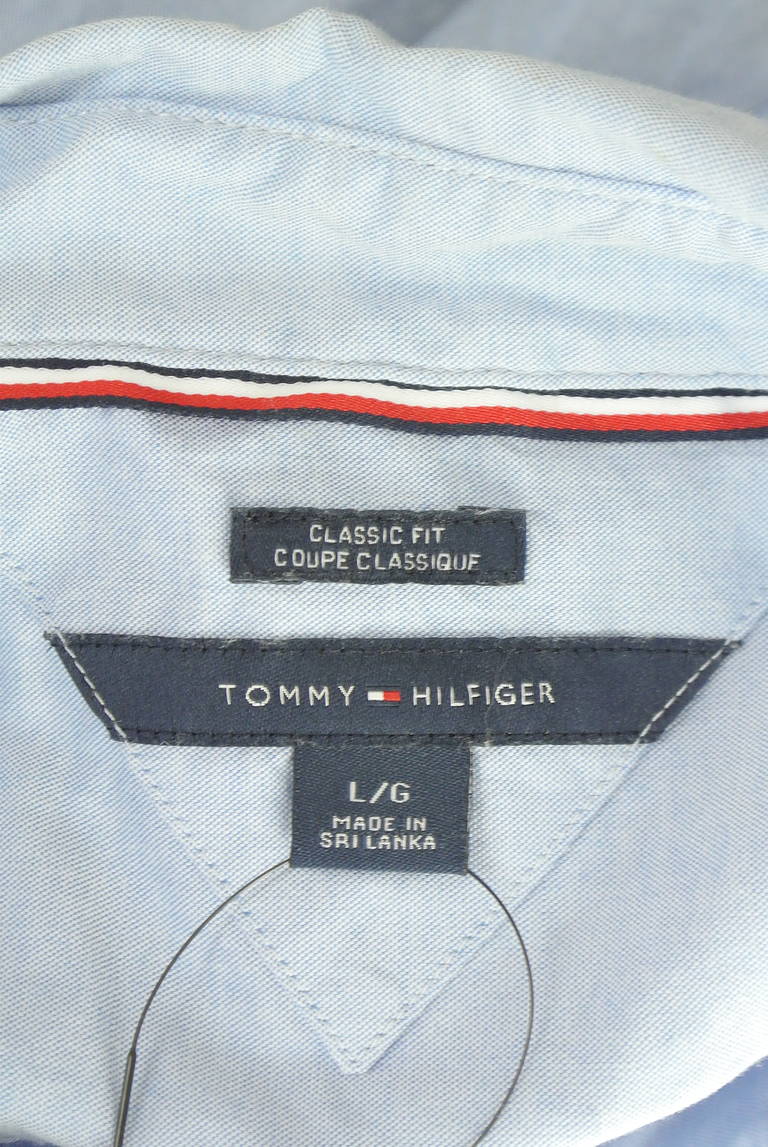 CLASSIC FIT
COUPE CLASSIQUE
TOMMY HILFIGER
L/G
MADE IN
SRI LANKA